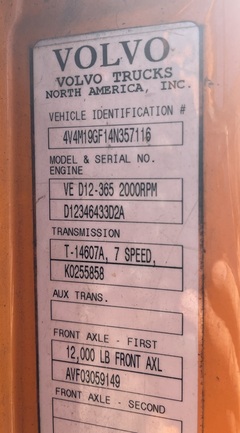 VOLVO
VOLVO TRUCKS
NORTH AMERICA, INC.
VEHICLE IDENTIFICATION #
4V4M19GF14N357116
MODEL & SERIAL NO.
ENGINE
VE D12-365 2000RPM
D12346433D2A
TRANSMISSION
T-14607A, 7 SPEED,
K0255858
AUX TRANS.
FRONT AXLE - FIRST
12,000 LB FRONT AXL
AVF03059149
FRONT AXLE - SECOND